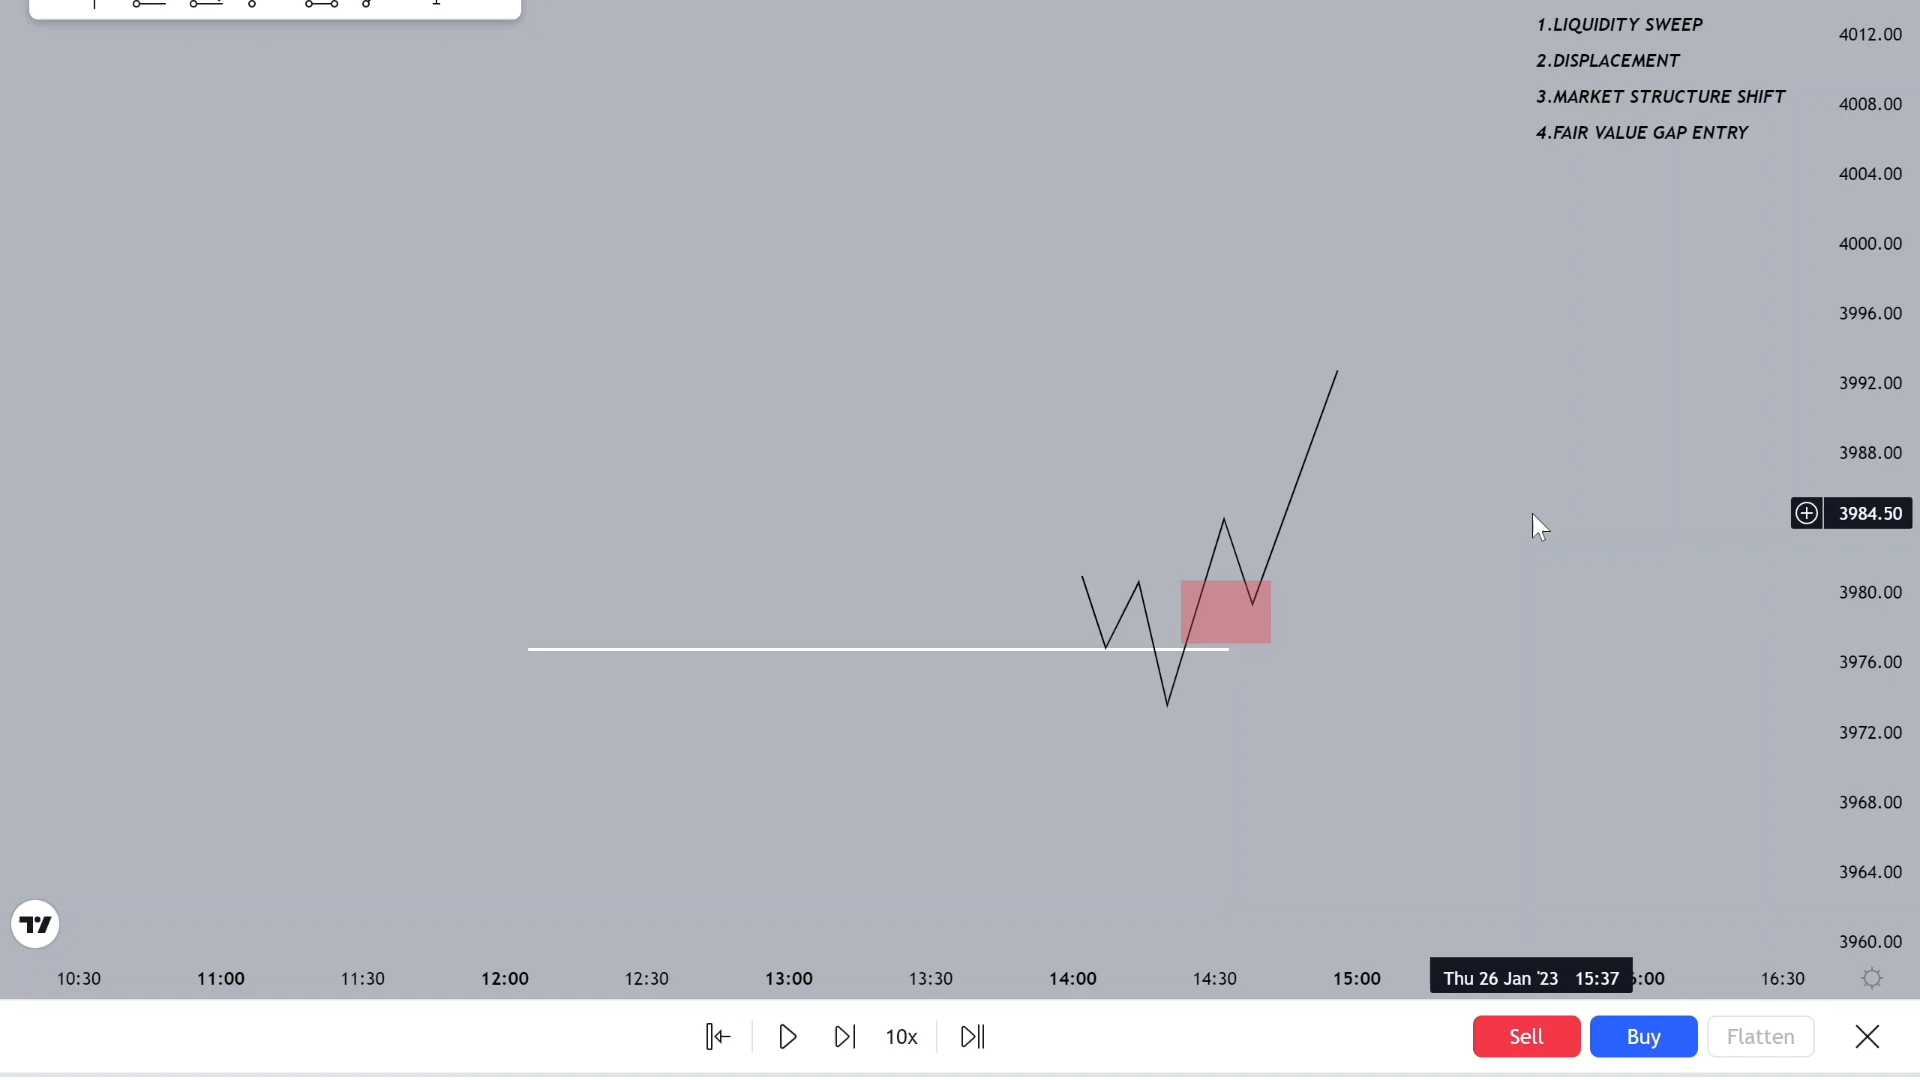 1.LIQUIDITY SWEEP
2.DISPLACEMENT
3.MARKET STRUCTURE SHIFT
4.FAIR VALUE GAP ENTRY
4012.00
4008.00
4004.00
4000.00
3996.00
3992.00
3988.00
3984.50
3980.00
3976.00
3972.00
3968.00
3964.00
3960.00
10:30 11:00 11:30 12:00 12:30 13:00 13:30 14:00 14:30 15:00 Thu 26 Jan '23 15:37 6:00 16:30
10x Sell Buy Flatten